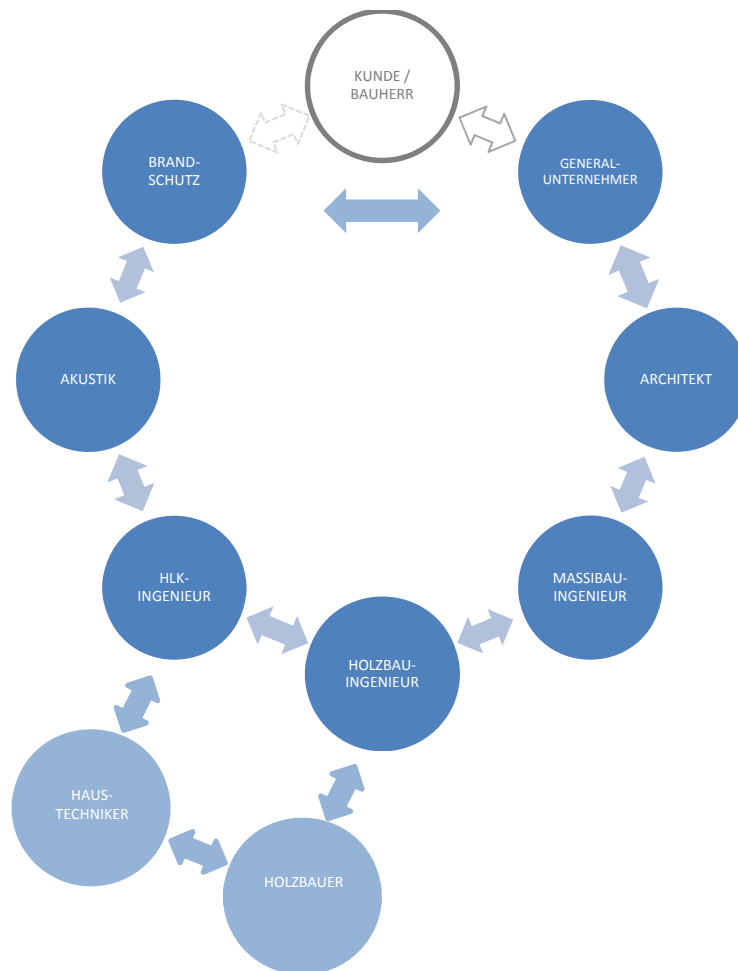 KUNDE /
BAUHERR
BRAND-
SCHUTZ
GENERAL-
UNTERNEHMER
AKUSTIK
ARCHITEKT
HLK-
INGENIEUR
MASSIBAU-
INGENIEUR
HOLZBAU-
INGENIEUR
HAUS-
TECHNIKER
HOLZBAUER